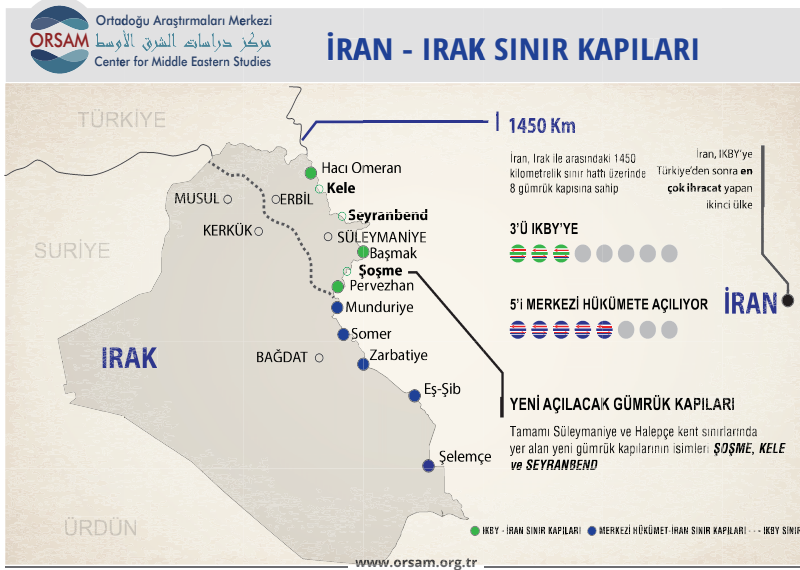 ORSAM
Ortadoğu Araştırmaları Merkezi
مركز دراسات الشرق الأوسط
Center for Middle Eastern Studies
İRAN - IRAK SINIR KAPILARI
TÜRKİYE
SURİYE
ÜRDÜN
IRAK
İRAN
MUSUL
ERBİL
KERKÜK
SÜLEYMANİYE
BAĞDAT
Hacı Omeran
Kele
Seyranbend
Başmak
Şoşme
Pervezhan
Munduriye
Somer
Zarbatiye
Eş-Şib
Şelemçe
1450 Km
İran, Irak ile arasındaki 1450
kilometrelik sınır hattı üzerinde
8 gümrük kapısına sahip
İran, IKBY'ye
Türkiye'den sonra en
çok ihracat yapan
ikinci ülke
3'Ü IKBY'YE
5'i MERKEZİ HÜKÜMETE AÇILIYOR
YENİ AÇILACAK GÜMRÜK KAPILARI
Tamamı Süleymaniye ve Halepçe kent sınırlarında
yer alan yeni gümrük kapılarının isimleri ŞOŞME, KELE
ve SEYRANBEND
IKBY - İRAN SINIR KAPILARI MERKEZİ HÜKÜMET-İRAN SINIR KAPILARI - - - IKBY SINIR
www.orsam.org.tr